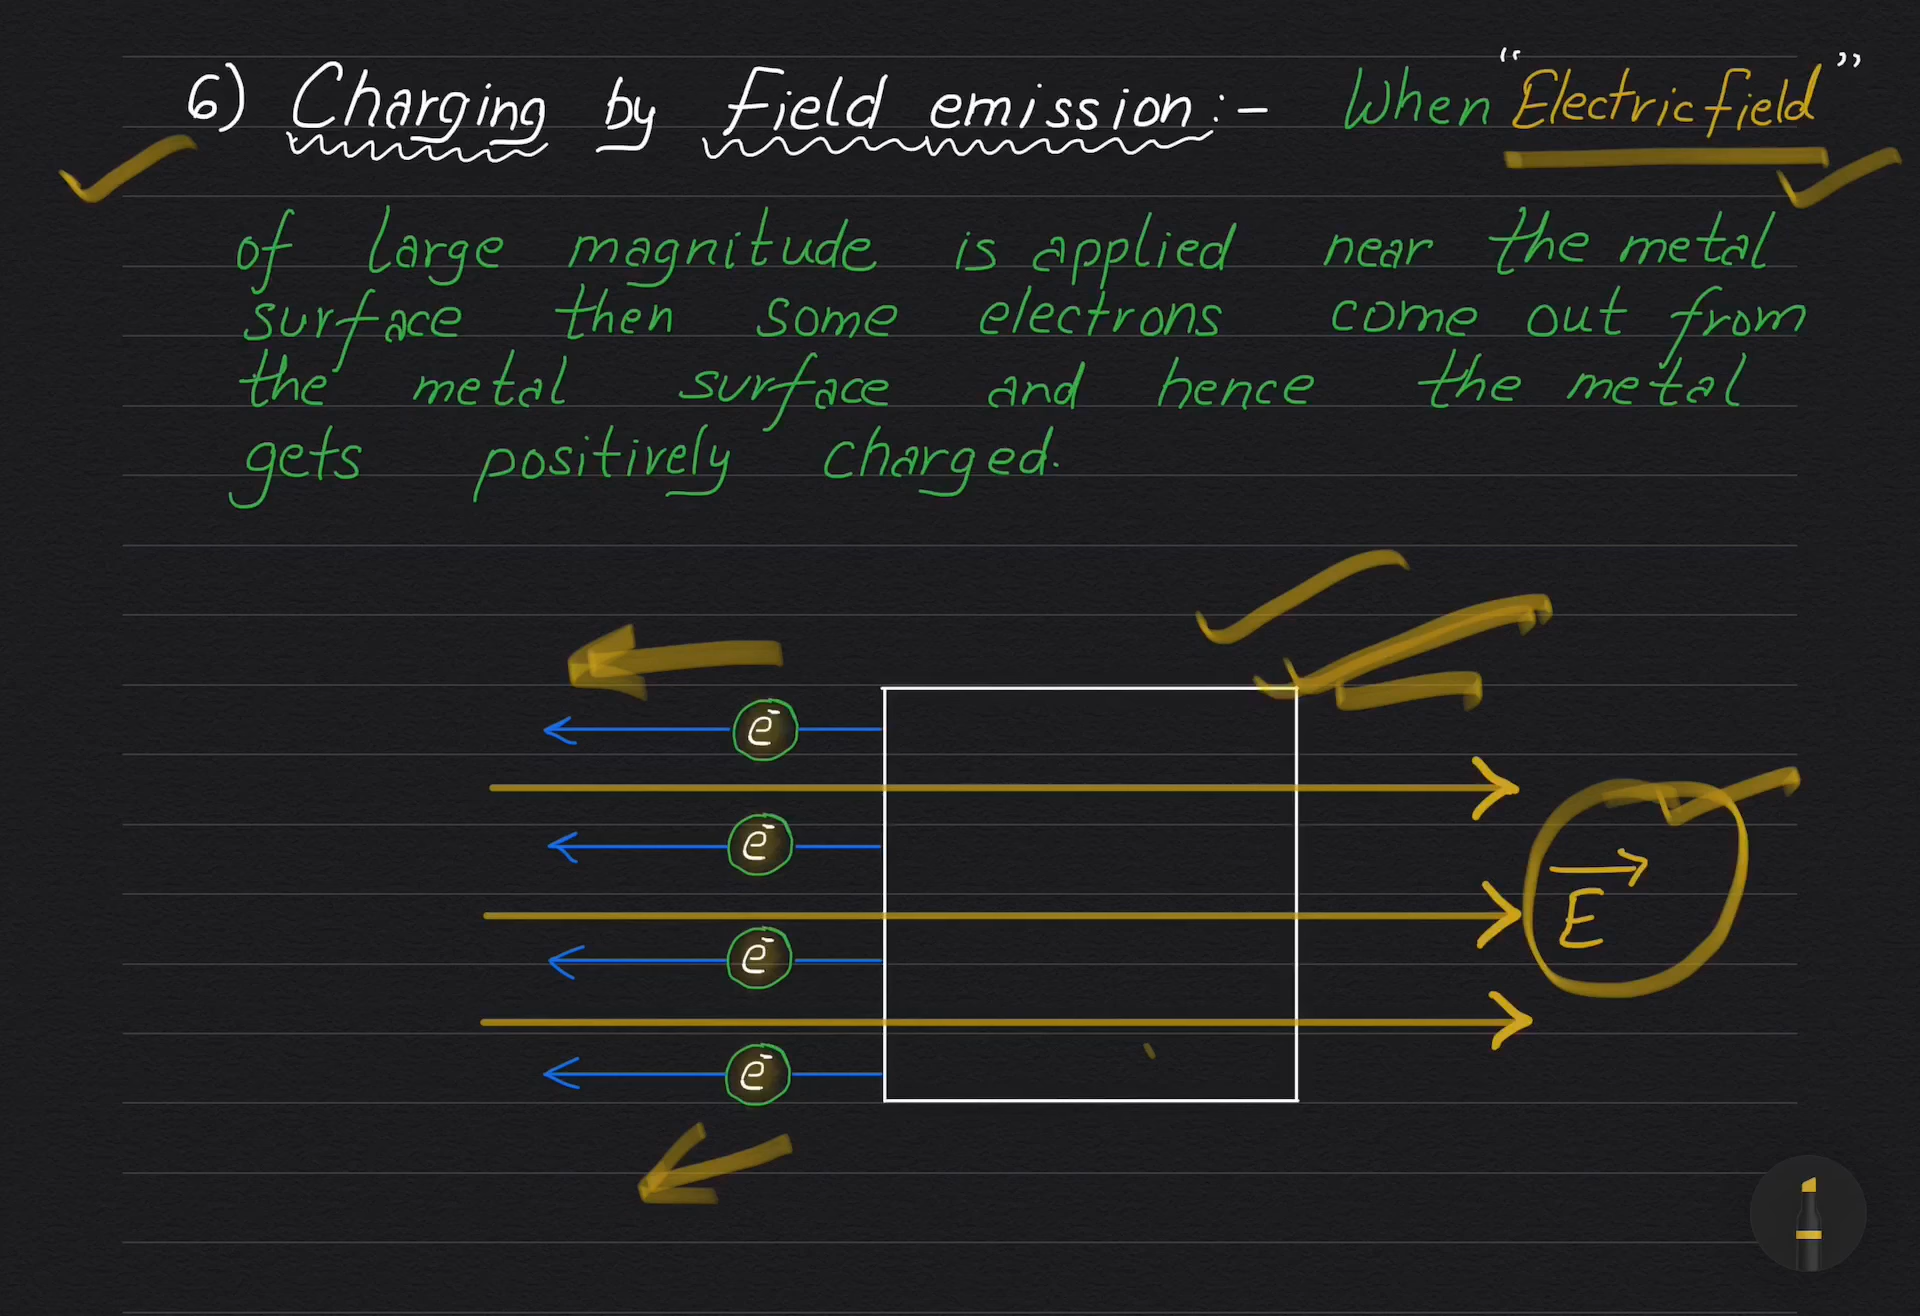 6) Charging by Field emission:- When "Electric field"
of large magnitude is applied near the metal
surface then some electrons come out from
the metal surface and hence the metal
gets positively charged.
e⁻
e⁻
E⃗
e⁻
e⁻